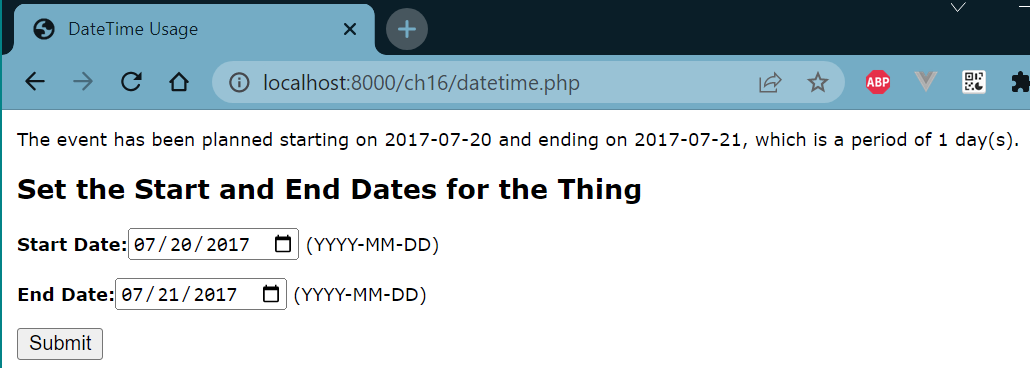 DateTime Usage
localhost:8000/ch16/datetime.php
ABP
The event has been planned starting on 2017-07-20 and ending on 2017-07-21, which is a period of 1 day(s).
Set the Start and End Dates for the Thing
Start Date: 07/20/2017 (YYYY-MM-DD)
End Date: 07/21/2017 (YYYY-MM-DD)
Submit